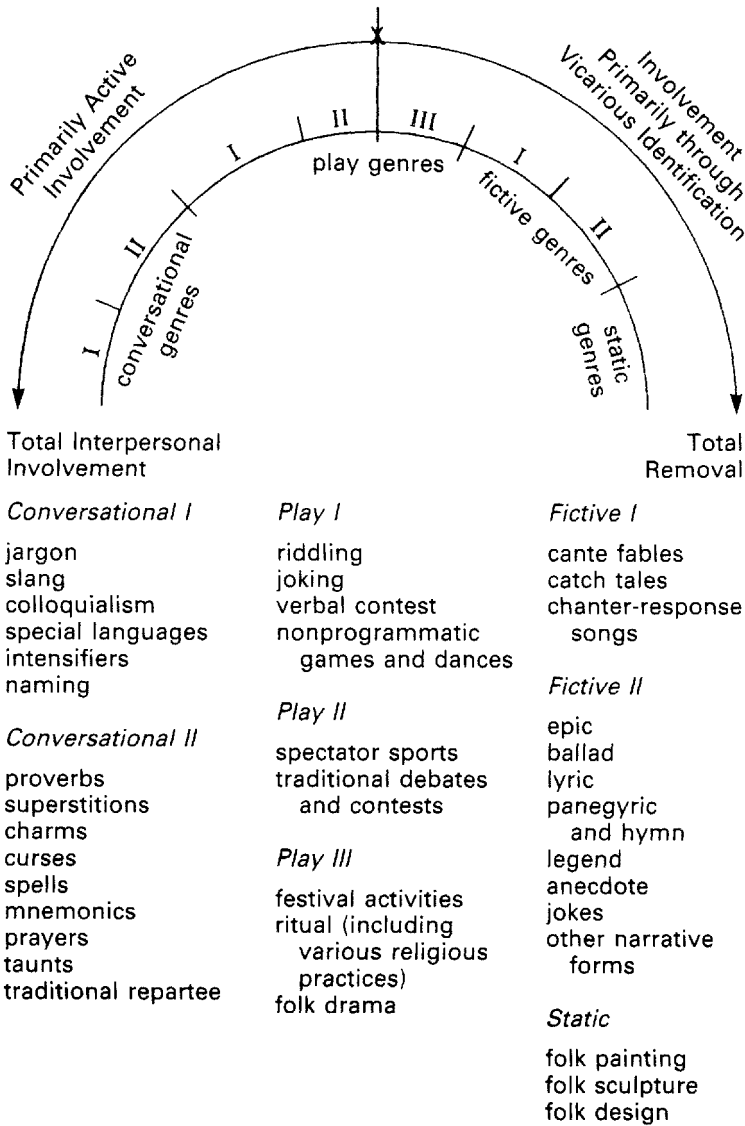 X
Primarily Active
Involvement
Involvement
Primarily through
Vicarious Identification
I
II
I
II
III
I
II
conversational
genres
play genres
fictive genres
static
genres
Total Interpersonal
Involvement
Total
Removal
Conversational I
jargon
slang
colloquialism
special languages
intensifiers
naming
Conversational II
proverbs
superstitions
charms
curses
spells
mnemonics
prayers
taunts
traditional repartee
Play I
riddling
joking
verbal contest
nonprogrammatic
games and dances
Play II
spectator sports
traditional debates
and contests
Play III
festival activities
ritual (including
various religious
practices)
folk drama
Fictive I
cante fables
catch tales
chanter-response
songs
Fictive II
epic
ballad
lyric
panegyric
and hymn
legend
anecdote
jokes
other narrative
forms
Static
folk painting
folk sculpture
folk design